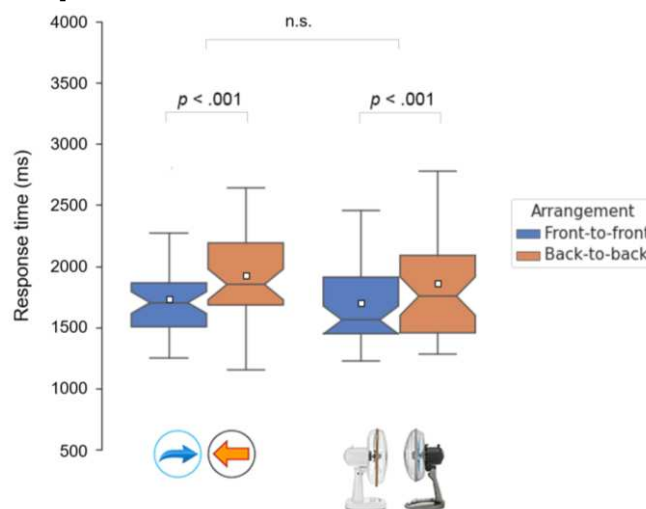 4000
n.s.
3500
p < .001
p < .001
3000
2500
2000
1500
1000
500
Response time (ms)
Arrangement
Front-to-front
Back-to-back